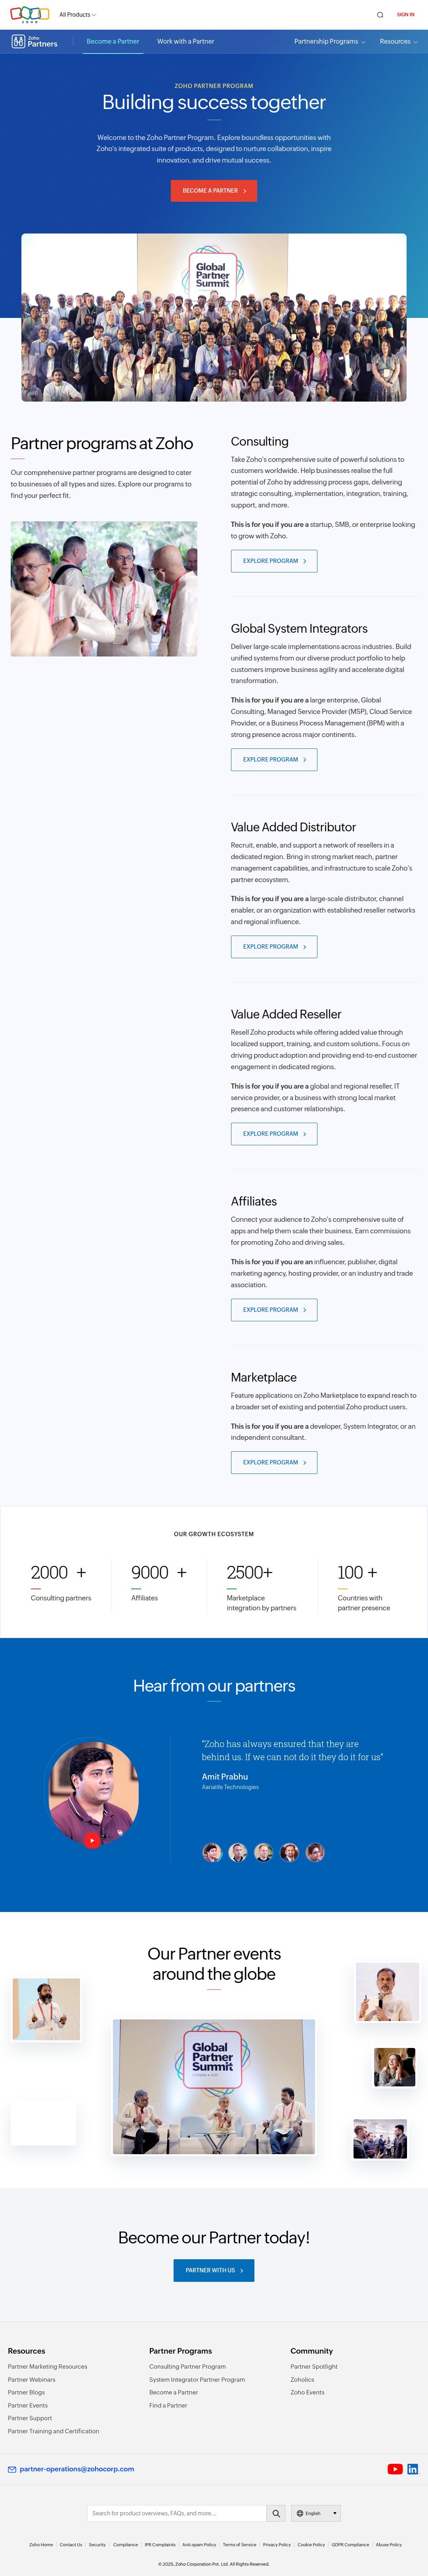 ZOHO
All Products
SIGN IN
Zoho Partners
Become a Partner
Work with a Partner
Partnership Programs
Resources
ZOHO PARTNER PROGRAM
Building success together
Welcome to the Zoho Partner Program. Explore boundless opportunities with
Zoho's integrated suite of products, designed to nurture collaboration, inspire
innovation, and drive mutual success.
BECOME A PARTNER
Global
Partner
Summit
Partner programs at Zoho
Our comprehensive partner programs are designed to cater
to businesses of all types and sizes. Explore our programs to
find your perfect fit.
Consulting
Take Zoho's comprehensive suite of powerful solutions to
customers worldwide. Help businesses realise the full
potential of Zoho by addressing process gaps, delivering
strategic consulting, implementation, integration, training,
support, and more.
This is for you if you are a startup, SMB, or enterprise looking
to grow with Zoho.
EXPLORE PROGRAM
Global System Integrators
Deliver large-scale implementations across industries. Build
unified systems from our diverse product portfolio to help
customers improve business agility and accelerate digital
transformation.
This is for you if you are a large enterprise, Global
Consulting, Managed Service Provider (MSP), Cloud Service
Provider, or a Business Process Management (BPM) with a
strong presence across major continents.
EXPLORE PROGRAM
Value Added Distributor
Recruit, enable, and support a network of resellers in a
dedicated region. Bring in strong market reach, partner
management capabilities, and infrastructure to scale Zoho's
partner ecosystem.
This is for you if you are a large-scale distributor, channel
enabler, or an organization with established reseller networks
and regional influence.
EXPLORE PROGRAM
Value Added Reseller
Resell Zoho products while offering added value through
localized support, training, and custom solutions. Focus on
driving product adoption and providing end-to-end customer
engagement in dedicated regions.
This is for you if you are a global and regional reseller, IT
service provider, or a business with strong local market
presence and customer relationships.
EXPLORE PROGRAM
Affiliates
Connect your audience to Zoho's comprehensive suite of
apps and help them scale their business. Earn commissions
for promoting Zoho and driving sales.
This is for you if you are an influencer, publisher, digital
marketing agency, hosting provider, or an industry and trade
association.
EXPLORE PROGRAM
Marketplace
Feature applications on Zoho Marketplace to expand reach to
a broader set of existing and potential Zoho product users.
This is for you if you are a developer, System Integrator, or an
independent consultant.
EXPLORE PROGRAM
OUR GROWTH ECOSYSTEM
2000 +
Consulting partners
9000 +
Affiliates
2500+
Marketplace
integration by partners
100 +
Countries with
partner presence
Hear from our partners
"Zoho has always ensured that they are
behind us. If we can not do it they do it for us"
Amit Prabhu
Aarialife Technologies
Our Partner events
around the globe
Global
Partner
Summit
Become our Partner today!
PARTNER WITH US
Resources
Partner Marketing Resources
Partner Webinars
Partner Blogs
Partner Events
Partner Support
Partner Training and Certification
Partner Programs
Consulting Partner Program
System Integrator Partner Program
Become a Partner
Find a Partner
Community
Partner Spotlight
Zoholics
Zoho Events
partner-operations@zohocorp.com
Search for product overviews, FAQs, and more...
English
Zoho Home | Contact Us | Security | Compliance | IPR Complaints | Anti-spam Policy | Terms of Service | Privacy Policy | Cookie Policy | GDPR Compliance | Abuse Policy
© 2025, Zoho Corporation Pvt. Ltd. All Rights Reserved.